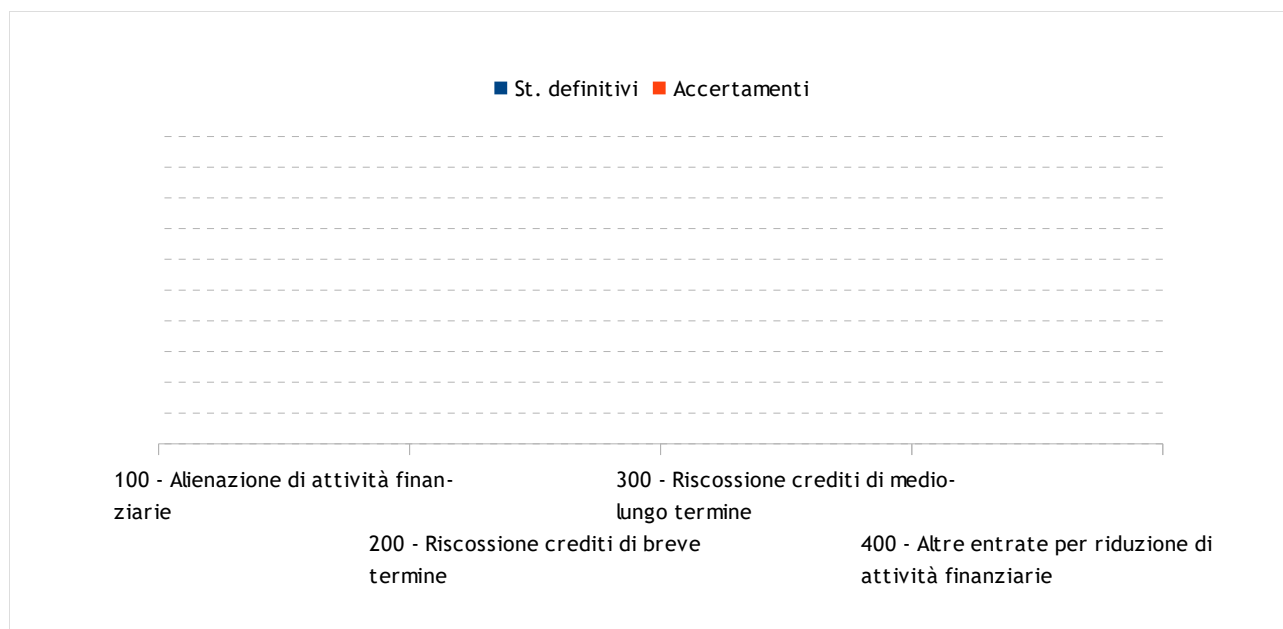 St. definitivi Accertamenti
100 - Alienazione di attività finan-
ziarie
200 - Riscossione crediti di breve
termine
300 - Riscossione crediti di medio-
lungo termine
400 - Altre entrate per riduzione di
attività finanziarie